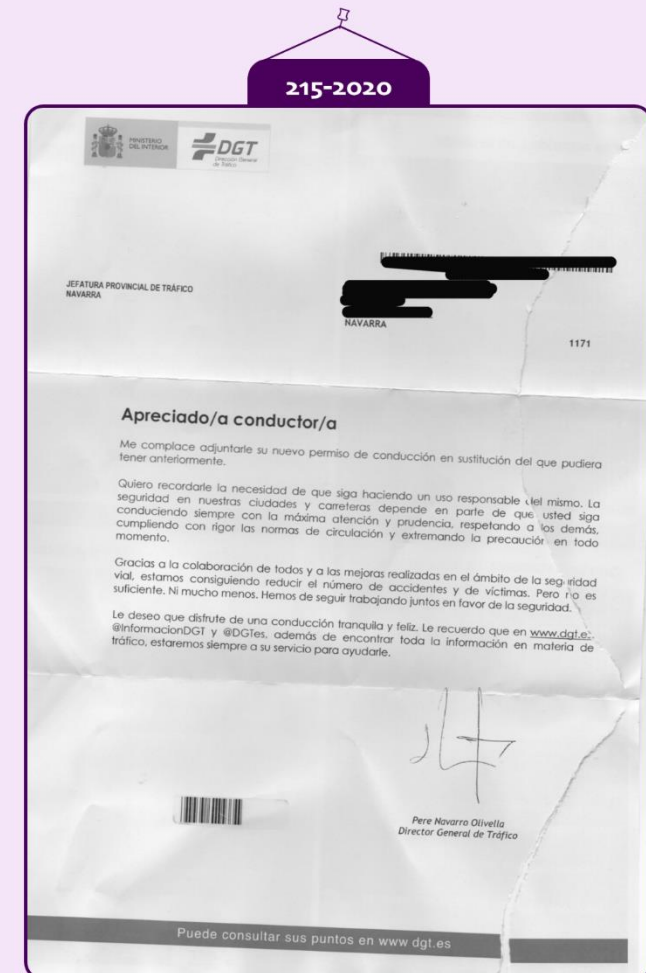 215-2020
MINISTERIO
DEL INTERIOR
DGT
Dirección General
de Tráfico
JEFATURA PROVINCIAL DE TRÁFICO
NAVARRA
NAVARRA
1171
Apreciado/a conductor/a
Me complace adjuntarle su nuevo permiso de conducción en sustitución del que pudiera
tener anteriormente.
Quiero recordarle la necesidad de que siga haciendo un uso responsable del mismo. La
seguridad en nuestras ciudades y carreteras depende en parte de que usted siga
conduciendo siempre con la máxima atención y prudencia, respetando a los demás,
cumpliendo con rigor las normas de circulación y extremando la precaución en todo
momento.
Gracias a la colaboración de todos y a las mejoras realizadas en el ámbito de la seguridad
vial, estamos consiguiendo reducir el número de accidentes y de víctimas. Pero no es
suficiente. Ni mucho menos. Hemos de seguir trabajando juntos en favor de la seguridad.
Le deseo que disfrute de una conducción tranquila y feliz. Le recuerdo que en www.dgt.es,
@InformacionDGT y @DGTes, además de encontrar toda la información en materia de
tráfico, estaremos siempre a su servicio para ayudarle.
Pere Navarro Olivella
Director General de Tráfico
Puede consultar sus puntos en www dgt.es